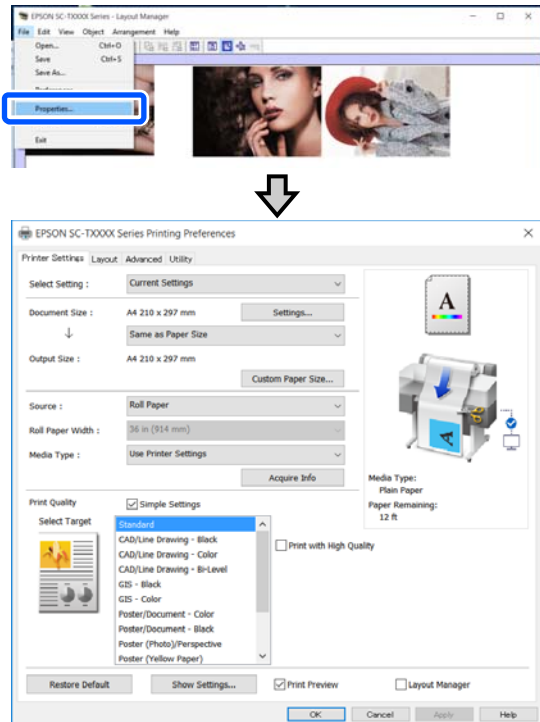 EPSON SC-TXXXX Series - Layout Manager
File Edit View Object Arrangement Help
Open... Ctrl+O
Save Ctrl+S
Save As...
Preferences...
Properties...
Exit
EPSON SC-TXXXX Series Printing Preferences
Printer Settings Layout Advanced Utility
Select Setting : Current Settings
Document Size : A4 210 x 297 mm Settings...
Same as Paper Size
Output Size : A4 210 x 297 mm
Custom Paper Size...
Source : Roll Paper
Roll Paper Width : 36 in (914 mm)
Media Type : Use Printer Settings
Acquire Info
A
A
Media Type:
Plain Paper
Paper Remaining:
12 ft
Print Quality Simple Settings
Select Target
Standard
CAD/Line Drawing - Black
CAD/Line Drawing - Color
CAD/Line Drawing - Bi-Level
GIS - Black
GIS - Color
Poster/Document - Color
Poster/Document - Black
Poster (Photo)/Perspective
Poster (Yellow Paper)
Print with High Quality
Restore Default Show Settings... Print Preview Layout Manager
OK Cancel Apply Help